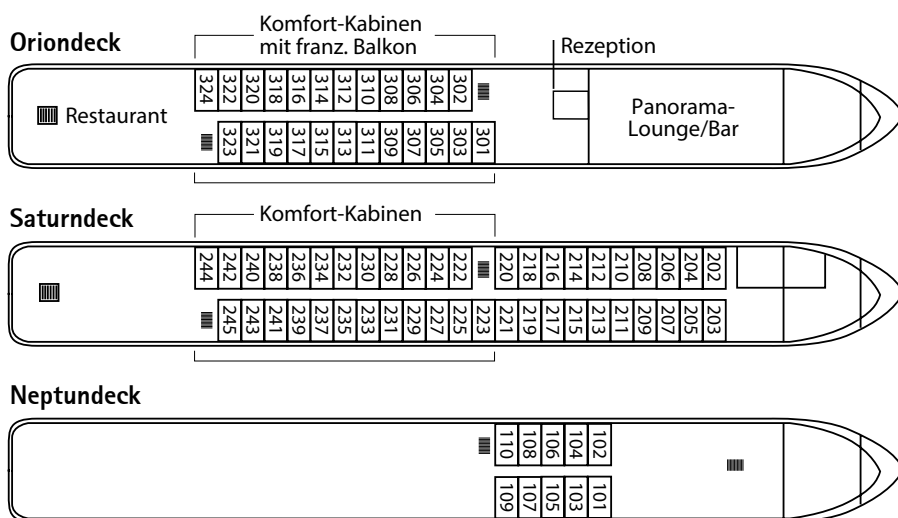 Komfort-Kabinen
mit franz. Balkon
Oriondeck
Rezeption
324 322 320 318 316 314 312 310 308 306 304 302
Restaurant
Panorama-
Lounge/Bar
323 321 319 317 315 313 311 309 307 305 303 301
Saturndeck
Komfort-Kabinen
244 242 240 238 236 234 232 230 228 226 224 222 220 218 216 214 212 210 208 206 204 202
245 243 241 239 237 235 233 231 229 227 225 223 221 219 217 215 213 211 209 207 205 203
Neptundeck
110 108 106 104 102
109 107 105 103 101